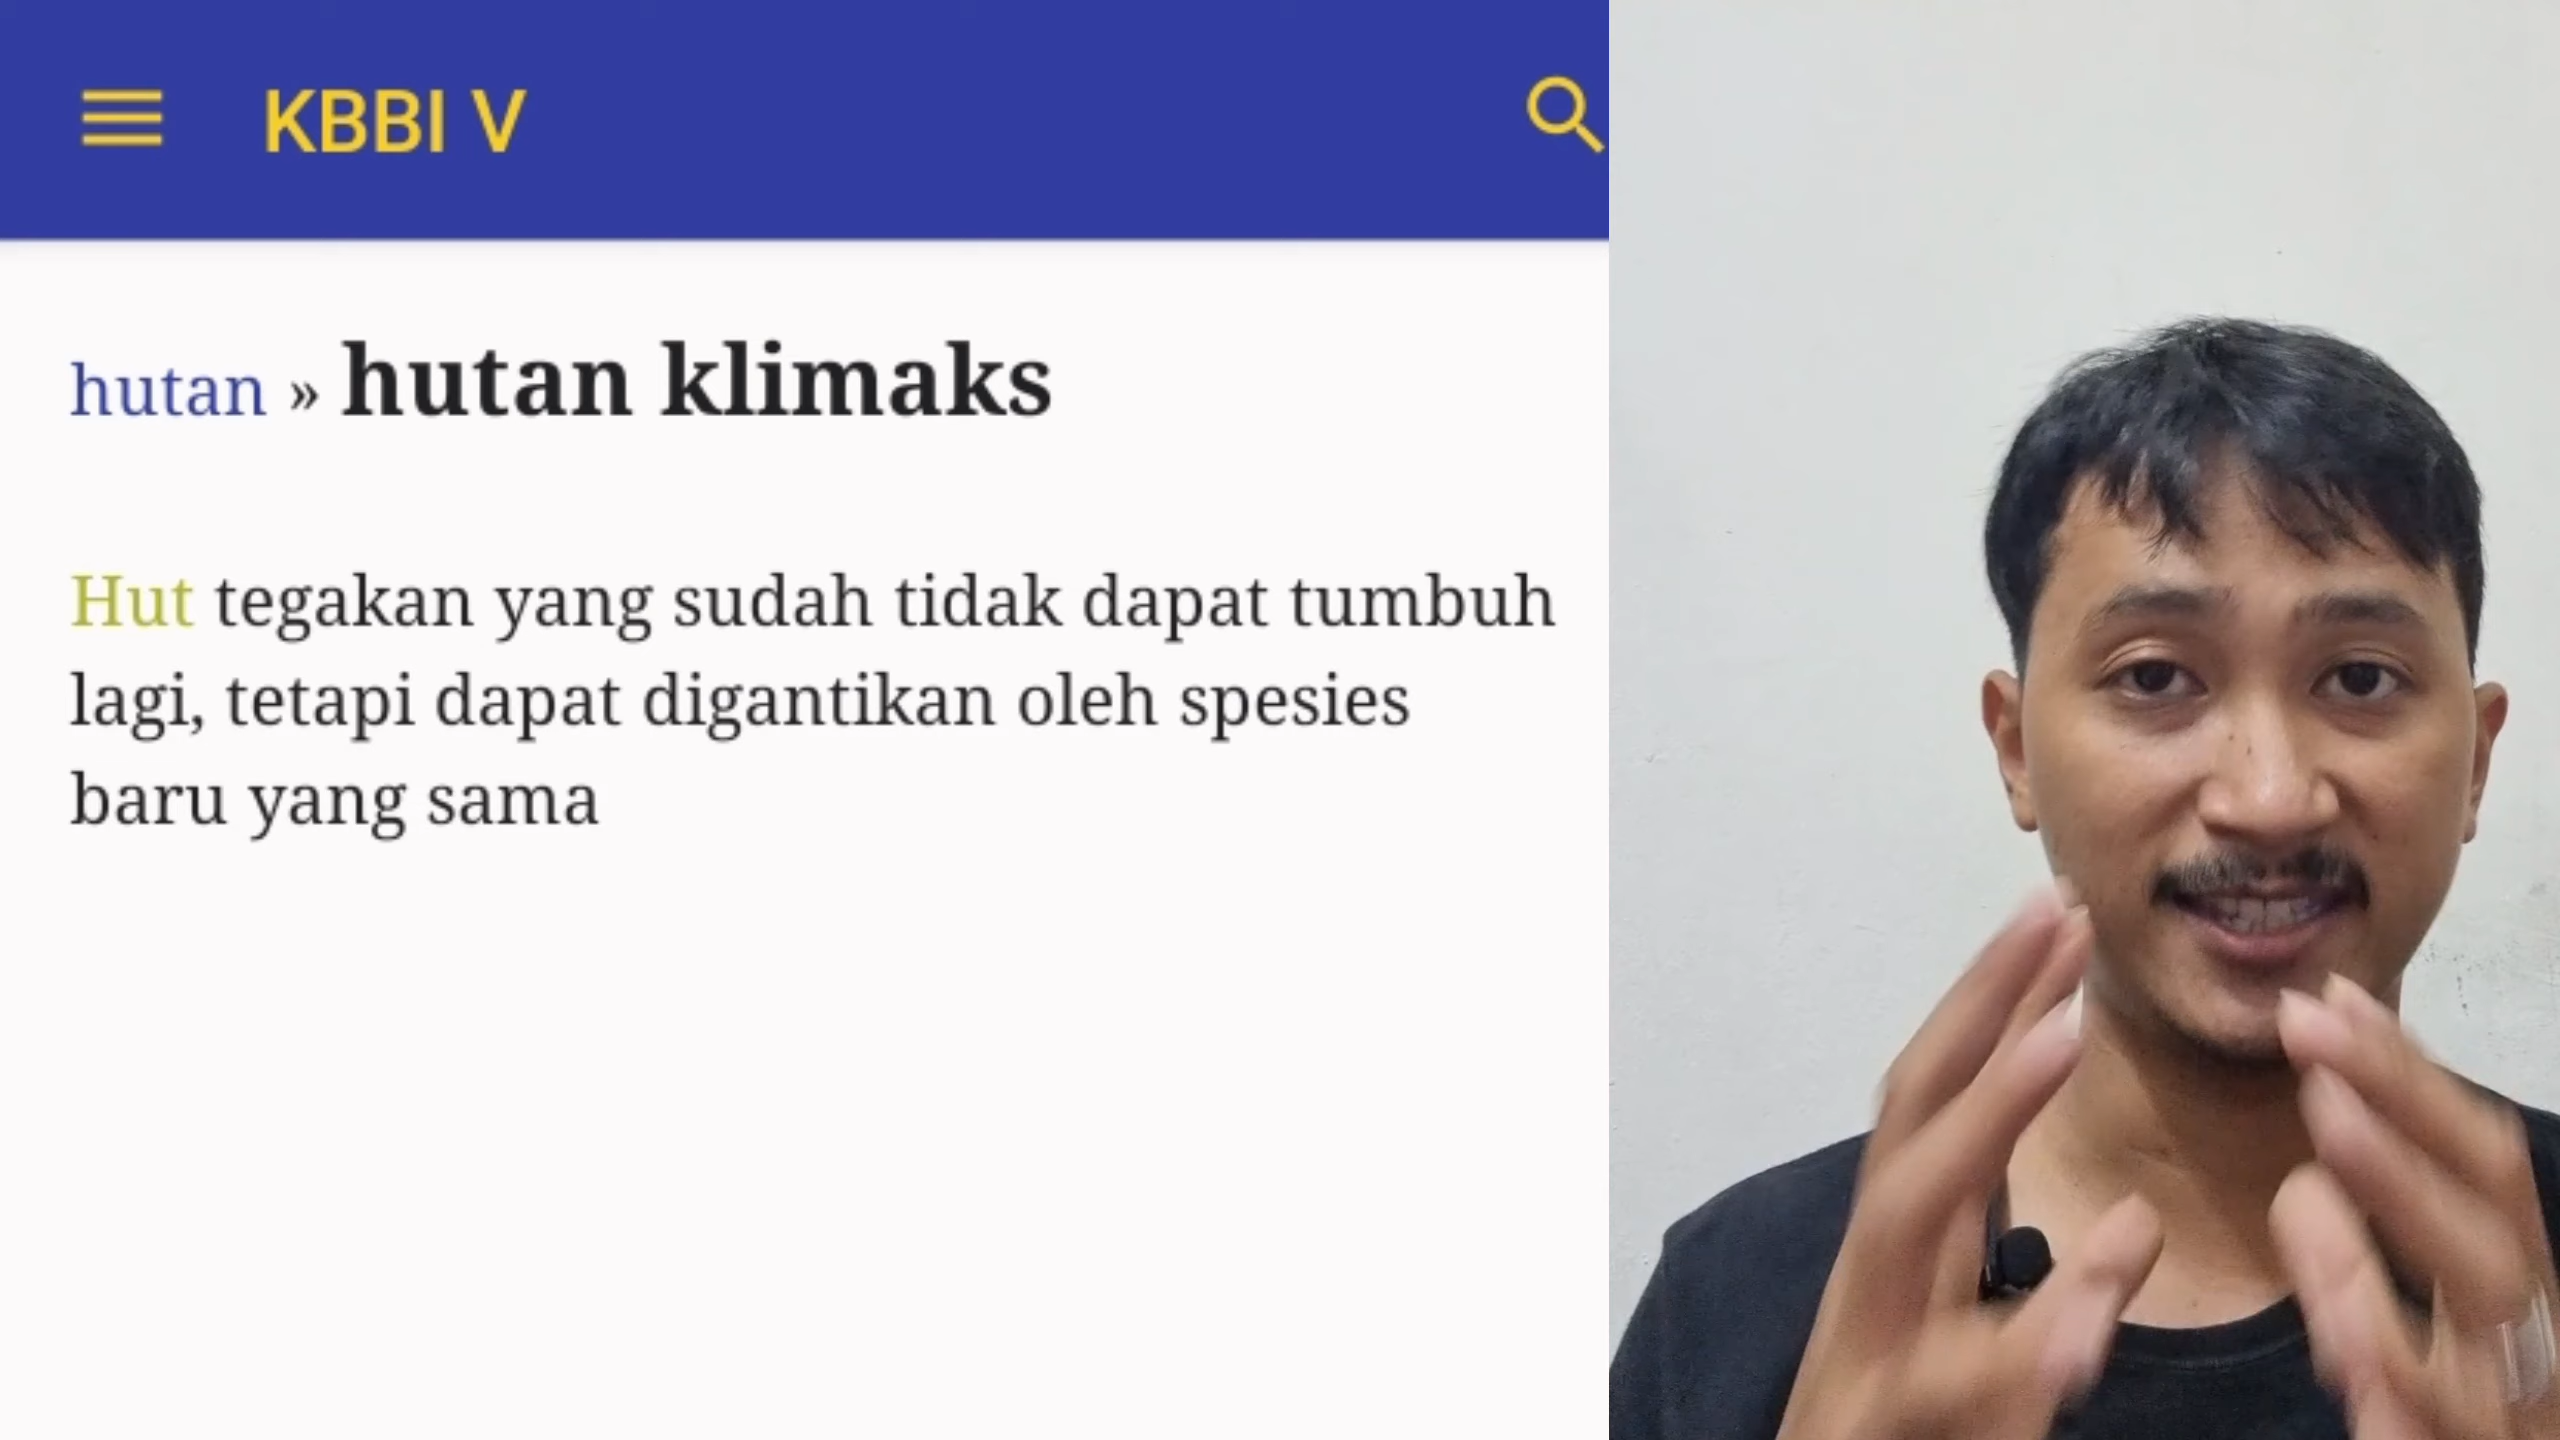 KBBI V
hutan » hutan klimaks
Hut tegakan yang sudah tidak dapat tumbuh
lagi, tetapi dapat digantikan oleh spesies
baru yang sama